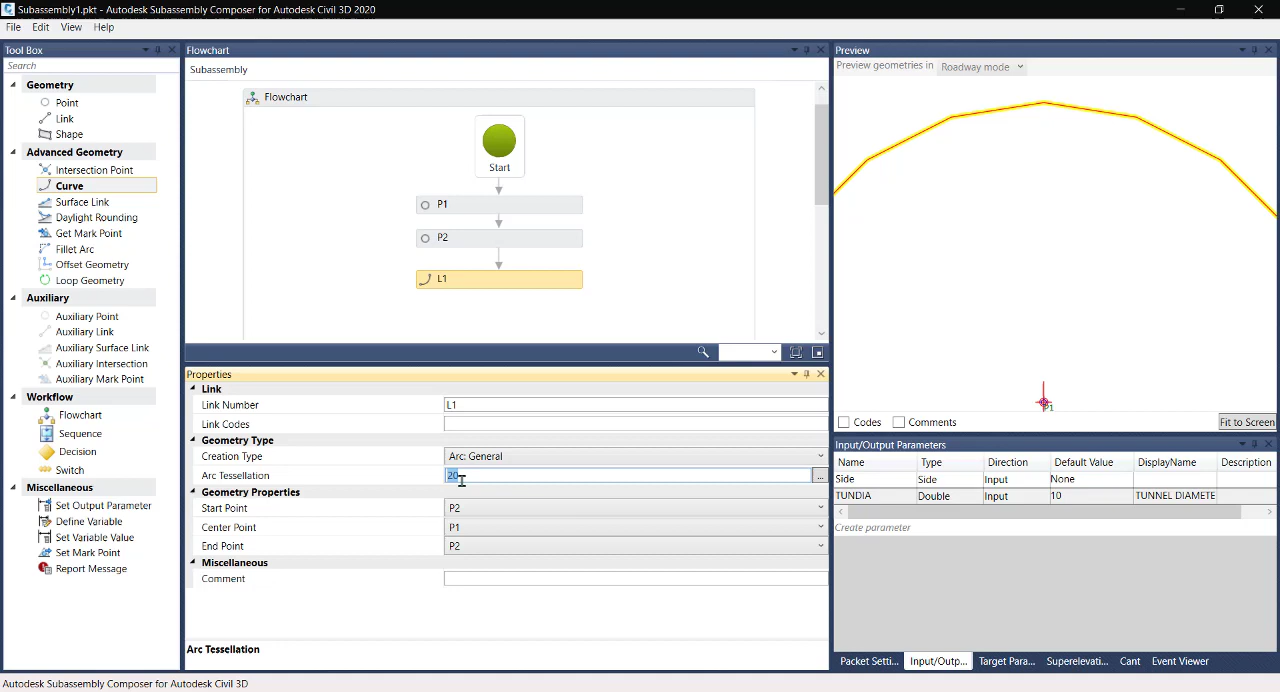 Subassembly1.pkt - Autodesk Subassembly Composer for Autodesk Civil 3D 2020
File Edit View Help
Tool Box
Search
Geometry
Point
Link
Shape
Advanced Geometry
Intersection Point
Curve
Surface Link
Daylight Rounding
Get Mark Point
Fillet Arc
Offset Geometry
Loop Geometry
Auxiliary
Auxiliary Point
Auxiliary Link
Auxiliary Surface Link
Auxiliary Intersection
Auxiliary Mark Point
Workflow
Flowchart
Sequence
Decision
Switch
Miscellaneous
Set Output Parameter
Define Variable
Set Variable Value
Set Mark Point
Report Message
Flowchart
Subassembly
Flowchart
Start
P1
P2
L1
Properties
Link
Link Number L1
Link Codes
Geometry Type
Creation Type Arc: General
Arc Tessellation 20 ...
Geometry Properties
Start Point P2
Center Point P1
End Point P2
Miscellaneous
Comment
Arc Tessellation
Preview
Preview geometries in Roadway mode
P1
Codes Comments Fit to Screen
Input/Output Parameters
Name Type Direction Default Value DisplayName Description
Side Side Input None
TUNDIA Double Input 10 TUNNEL DIAMETE
Create parameter
Packet Setti... Input/Outp... Target Para... Superelevati... Cant Event Viewer
Autodesk Subassembly Composer for Autodesk Civil 3D